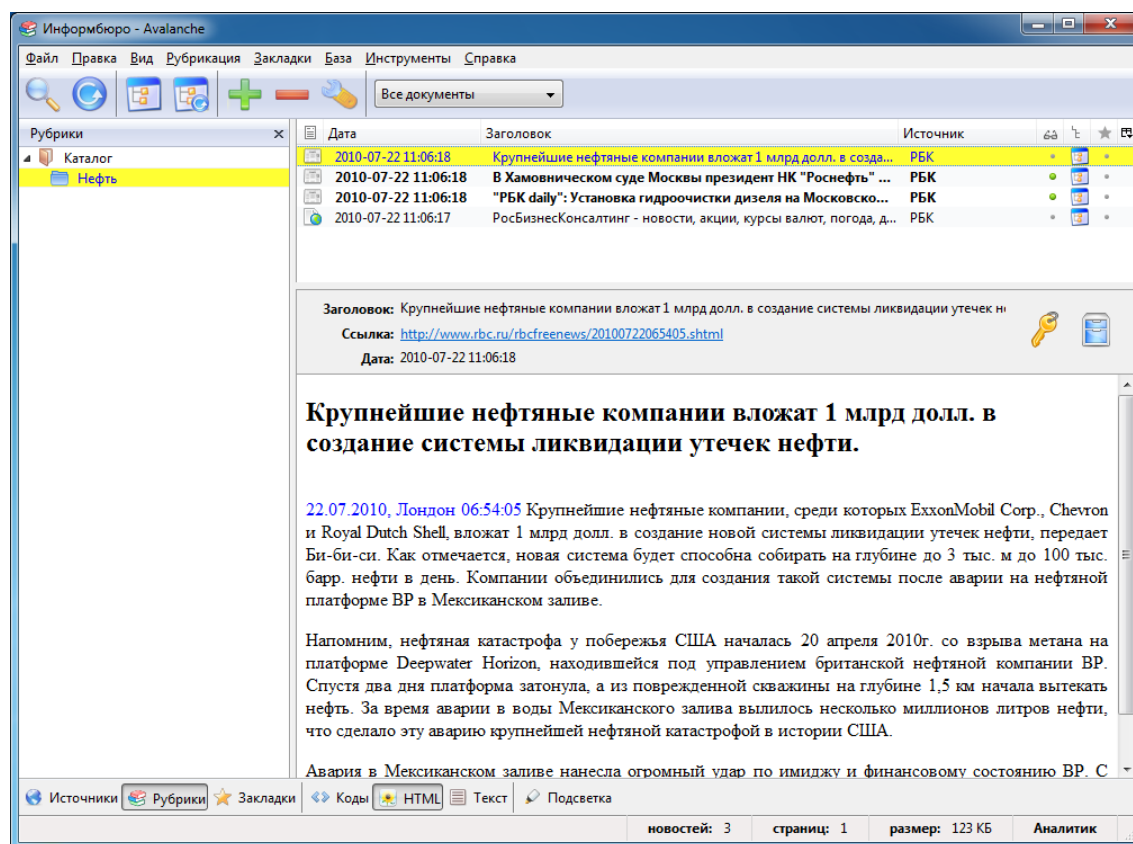 Информбюро - Avalanche
Файл Правка Вид Рубрикация Закладки База Инструменты Справка
Все документы
Рубрики
Каталог
Нефть
Дата Заголовок Источник
2010-07-22 11:06:18 Крупнейшие нефтяные компании вложат 1 млрд долл. в созда... РБК
2010-07-22 11:06:18 В Хамовническом суде Москвы президент НК "Роснефть" ... РБК
2010-07-22 11:06:18 "РБК daily": Установка гидроочистки дизеля на Московско... РБК
2010-07-22 11:06:17 РосБизнесКонсалтинг - новости, акции, курсы валют, погода, д... РБК
Заголовок: Крупнейшие нефтяные компании вложат 1 млрд долл. в создание системы ликвидации утечек
Ссылка: http://www.rbc.ru/rbcfreenews/20100722065405.shtml
Дата: 2010-07-22 11:06:18
Крупнейшие нефтяные компании вложат 1 млрд долл. в
создание системы ликвидации утечек нефти.
22.07.2010, Лондон 06:54:05 Крупнейшие нефтяные компании, среди которых ExxonMobil Corp., Chevron
и Royal Dutch Shell, вложат 1 млрд долл. в создание новой системы ликвидации утечек нефти, передает
Би-би-си. Как отмечается, новая система будет способна собирать на глубине до 3 тыс. м до 100 тыс.
барр. нефти в день. Компании объединились для создания такой системы после аварии на нефтяной
платформе BP в Мексиканском заливе.
Напомним, нефтяная катастрофа у побережья США началась 20 апреля 2010г. со взрыва метана на
платформе Deepwater Horizon, находившейся под управлением британской нефтяной компании BP.
Спустя два дня платформа затонула, а из поврежденной скважины на глубине 1,5 км начала вытекать
нефть. За время аварии в воды Мексиканского залива вылилось несколько миллионов литров нефти,
что сделало эту аварию крупнейшей нефтяной катастрофой в истории США.
Авария в Мексиканском заливе нанесла огромный удар по имиджу и финансовому состоянию BP. С
Источники Рубрики Закладки Коды HTML Текст Подсветка
новостей: 3 страниц: 1 размер: 123 КБ Аналитик